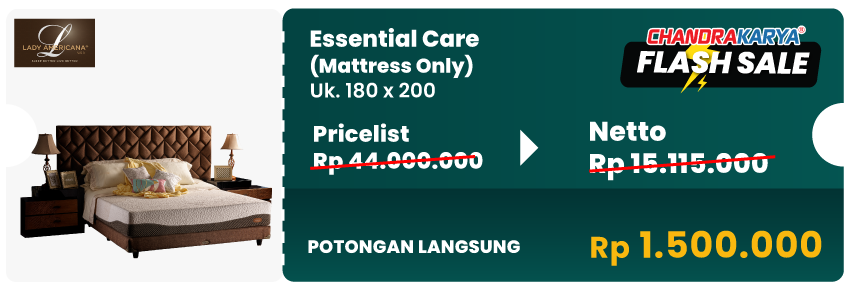 L
LADY AMERICANA®
Essential Care
(Mattress Only)
Uk. 180 x 200
CHANDRAKARYA®
FLASH SALE
Pricelist
Rp 44.000.000
Netto
Rp 15.115.000
POTONGAN LANGSUNG
Rp 1.500.000